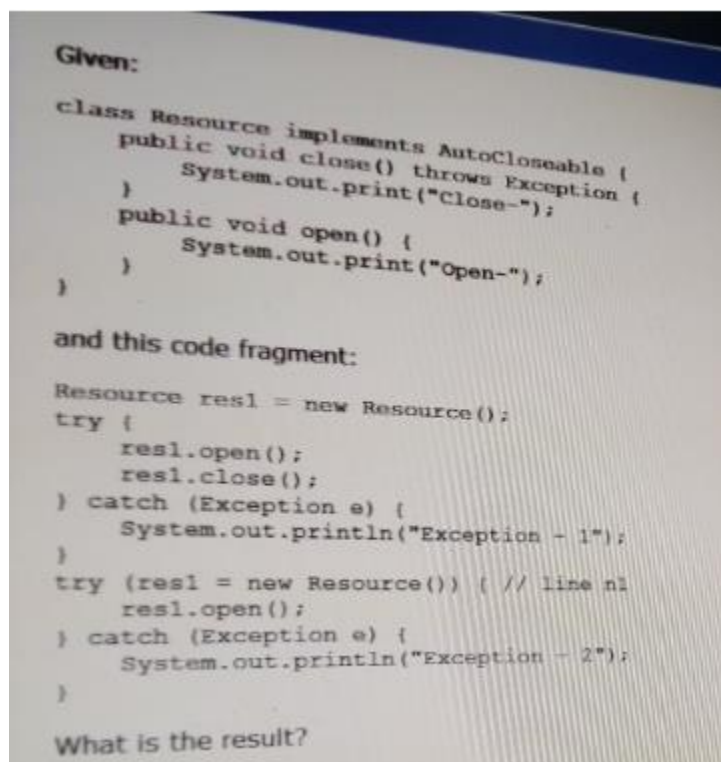 Given:
class Resource implements AutoCloseable {
public void close() throws Exception {
System.out.print("Close-");
}
public void open() {
System.out.print("Open-");
}
}
and this code fragment:
Resource res1 = new Resource();
try {
res1.open();
res1.close();
} catch (Exception e) {
System.out.println("Exception - 1");
}
try (res1 = new Resource()) { // line n1
res1.open();
} catch (Exception e) {
System.out.println("Exception - 2");
}
What is the result?